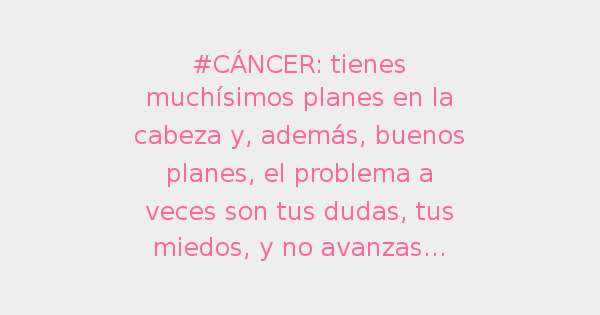 #CÁNCER: tienes
muchísimos planes en la
cabeza y, además, buenos
planes, el problema a
veces son tus dudas, tus
miedos, y no avanzas...